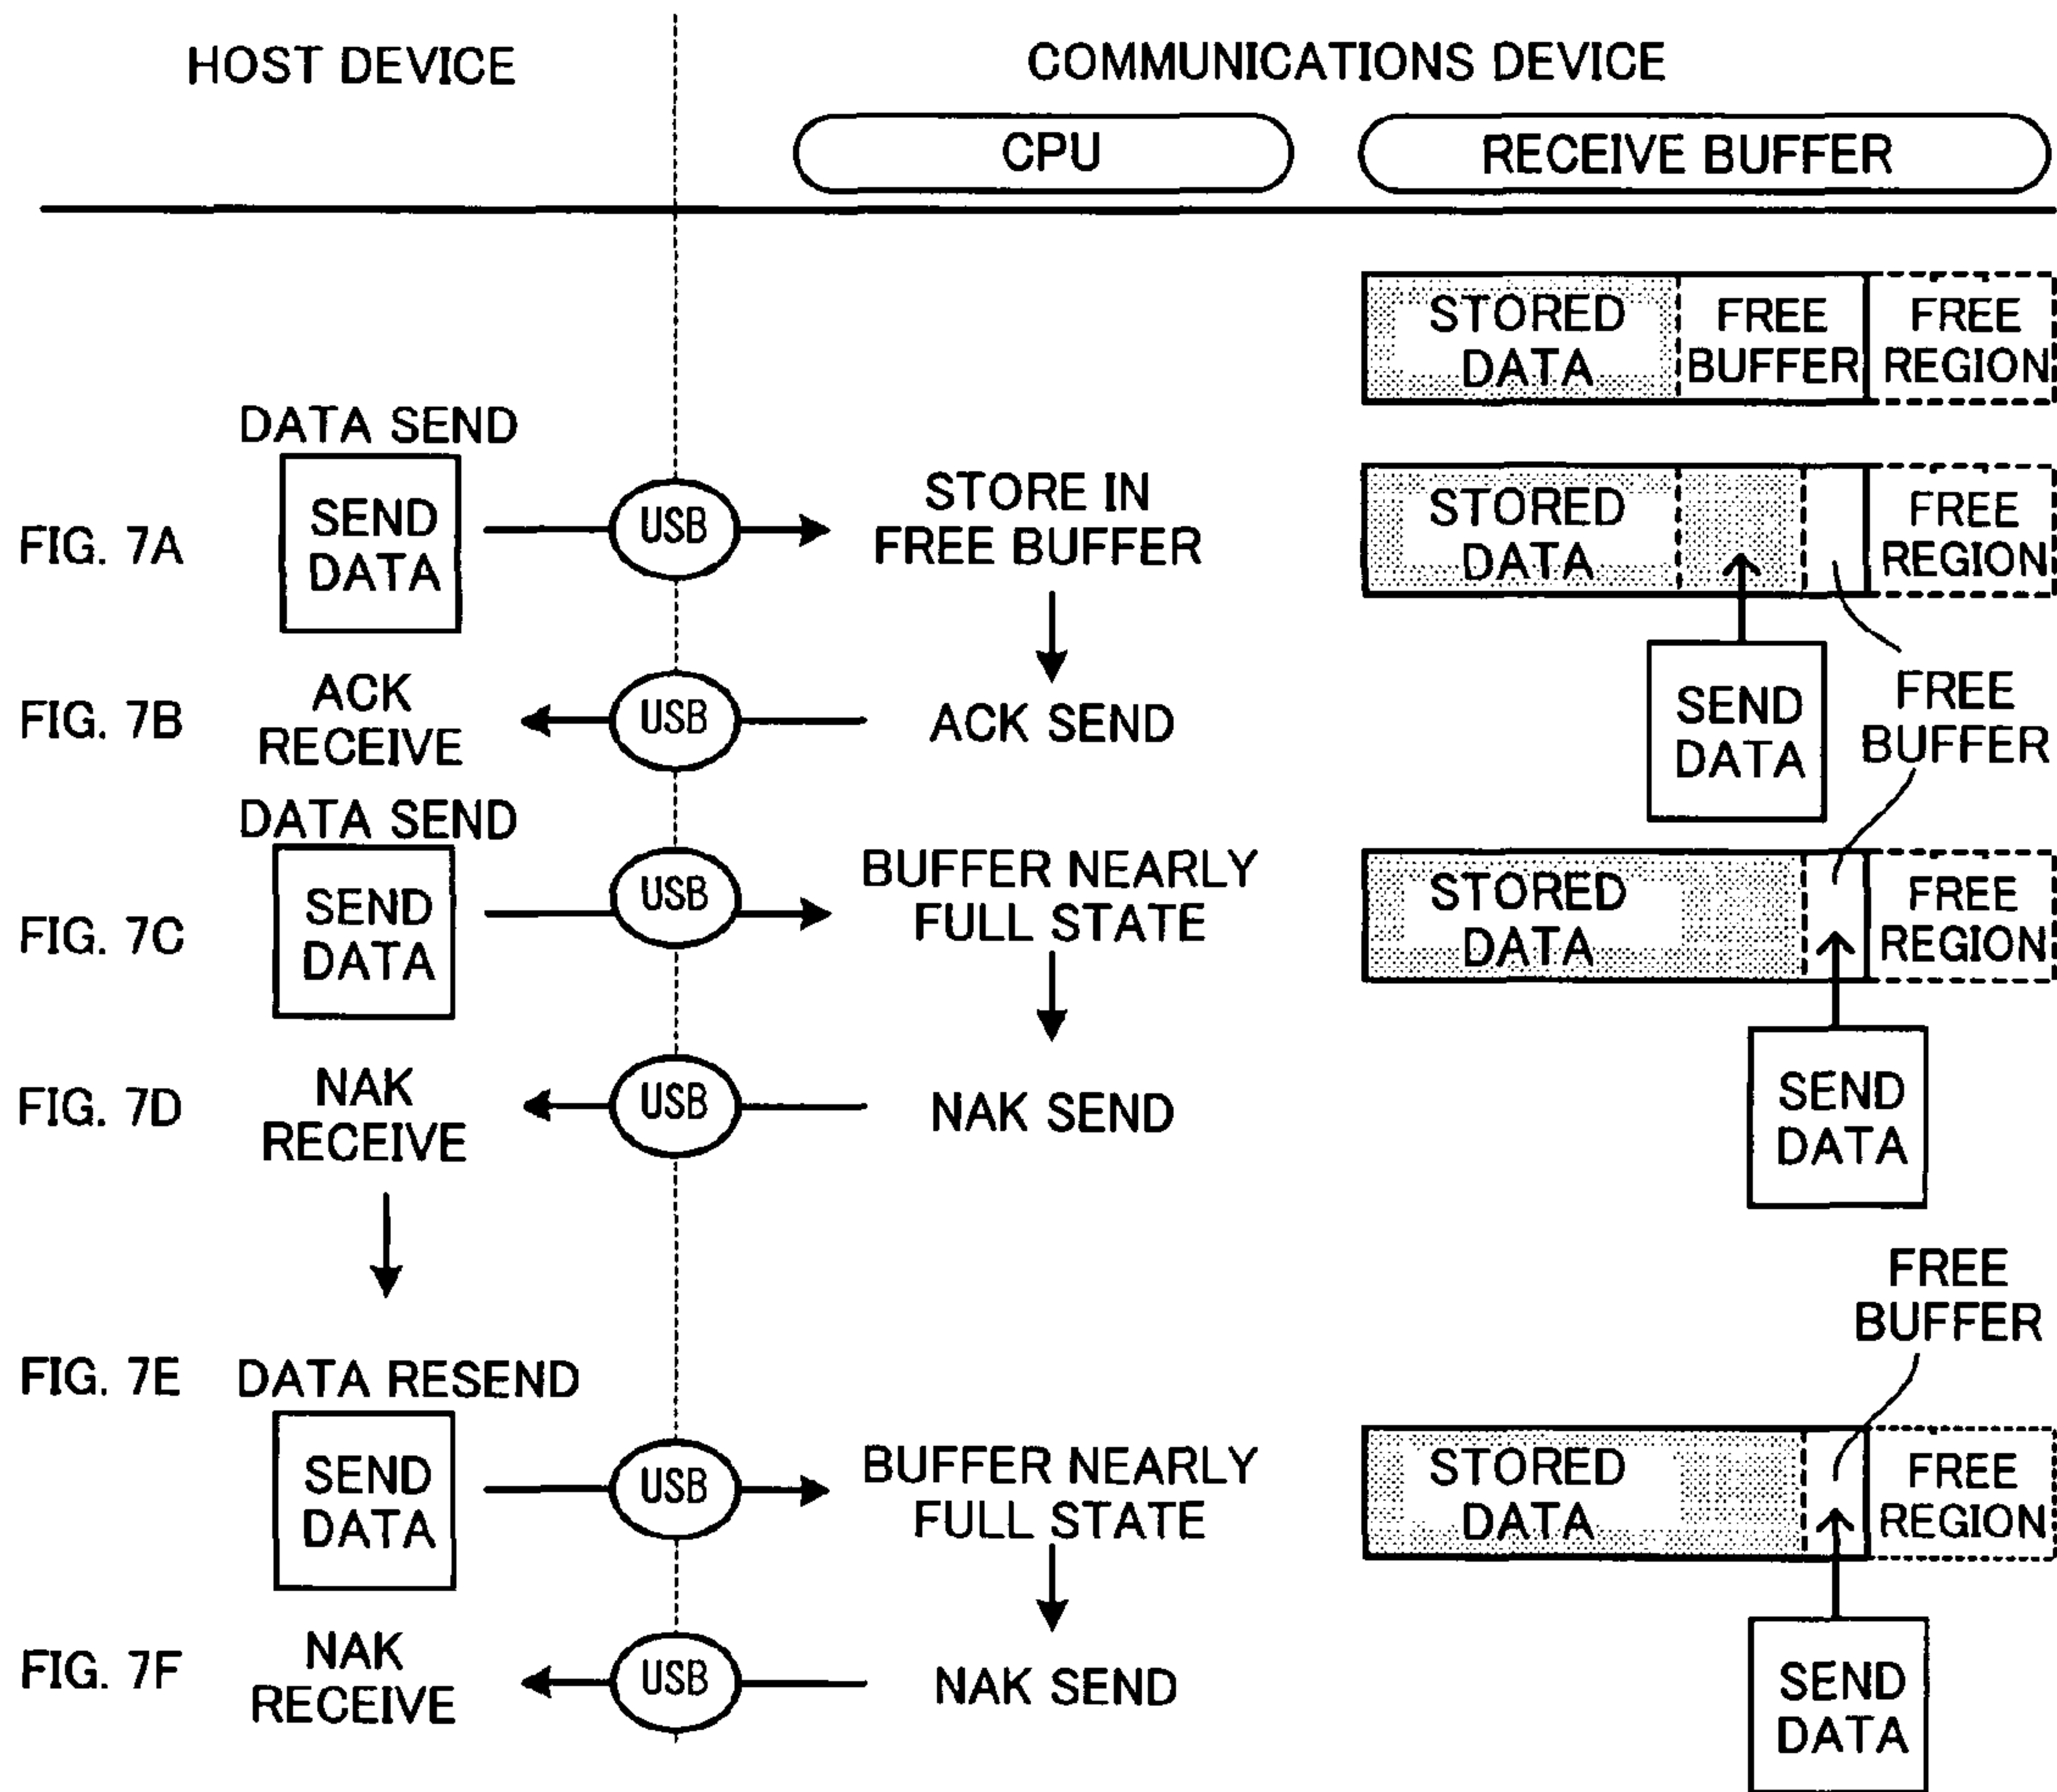 HOST DEVICE
COMMUNICATIONS DEVICE
CPU
RECEIVE BUFFER
STORED
DATA
FREE
BUFFER
FREE
REGION
FIG. 7A
DATA SEND
SEND
DATA
USB
STORE IN
FREE BUFFER
STORED
DATA
FREE
REGION
SEND
DATA
FREE
BUFFER
FIG. 7B
ACK
RECEIVE
USB
ACK SEND
FIG. 7C
DATA SEND
SEND
DATA
USB
BUFFER NEARLY
FULL STATE
STORED
DATA
FREE
REGION
SEND
DATA
FIG. 7D
NAK
RECEIVE
USB
NAK SEND
FREE
BUFFER
FIG. 7E
DATA RESEND
SEND
DATA
USB
BUFFER NEARLY
FULL STATE
STORED
DATA
FREE
REGION
SEND
DATA
FIG. 7F
NAK
RECEIVE
USB
NAK SEND